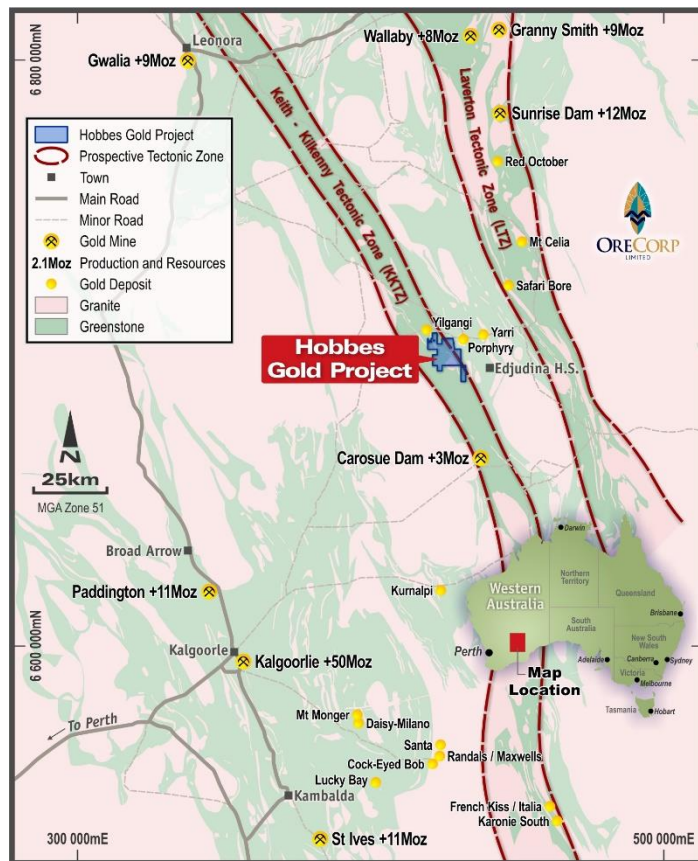 Leonora
Gwalia +9Moz
Wallaby +8Moz
Granny Smith +9Moz
6 800 000mN
Hobbes Gold Project
Prospective Tectonic Zone
Town
Main Road
Minor Road
Gold Mine
2.1Moz Production and Resources
Gold Deposit
Granite
Greenstone
Keith - Kilkenny Tectonic Zone (KKTZ)
Laverton Tectonic Zone (LTZ)
Sunrise Dam +12Moz
Red October
ORECORP
LIMITED
Mt Celia
Safari Bore
Yilgangi
Yarri
Porphyry
Hobbes
Gold Project
Edjudina H.S.
N
25km
MGA Zone 51
Carosue Dam +3Moz
Broad Arrow
Paddington +11Moz
Kurnalpi
Darwin
Northern
Territory
Western
Australia
Queensland
Brisbane
South
Australia
New South
Wales
Perth
Adelaide
Canberra
Sydney
Victoria
Melbourne
Tasmania
Hobart
Map
Location
6 600 000mN
Kalgoorle
Kalgoorlie +50Moz
To Perth
Mt Monger
Daisy-Milano
Santa
Randals / Maxwells
Cock-Eyed Bob
Lucky Bay
Kambalda
French Kiss / Italia
Karonie South
St Ives +11Moz
300 000mE
500 000mE